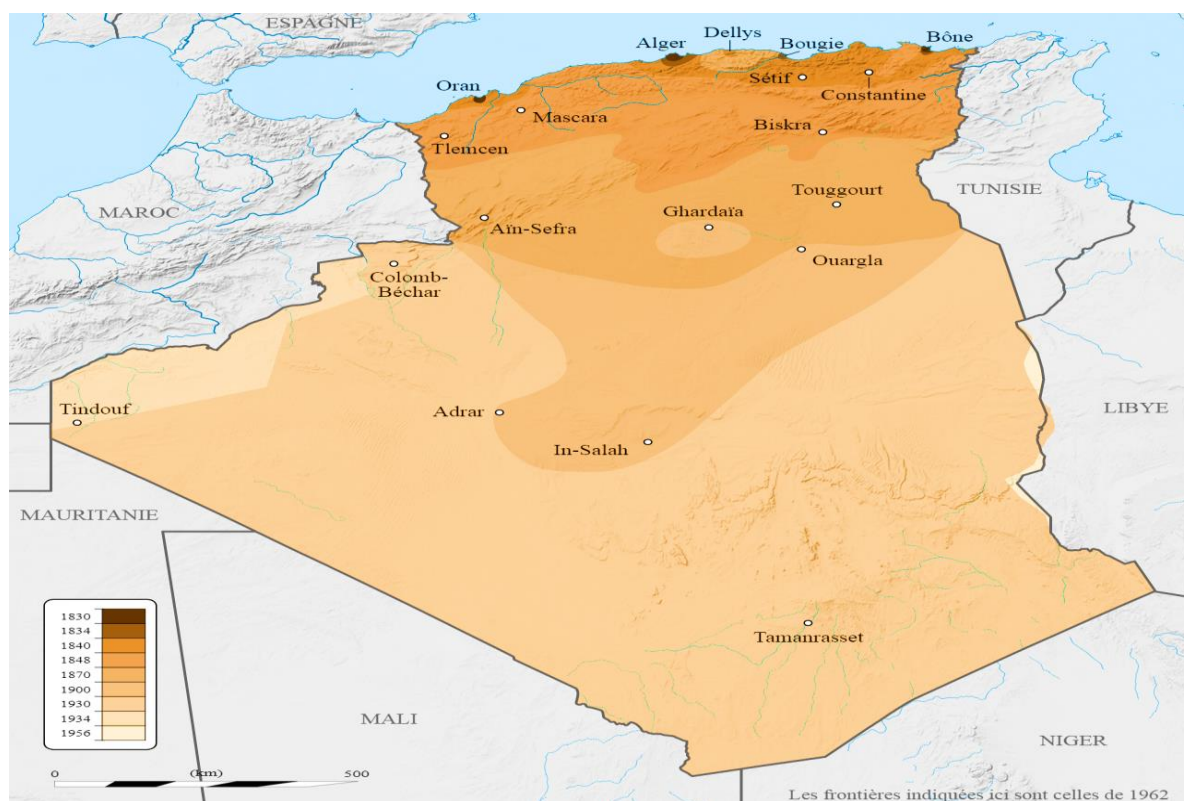 ESPAGNE
Dellys
Alger
Bougie
Bône
Oran
Sétif
Constantine
Mascara
Biskra
Tlemcen
TUNISIE
Touggourt
MAROC
Ghardaïa
Aïn-Sefra
Ouargla
Colomb-
Béchar
Tindouf
Adrar
LIBYE
In-Salah
MAURITANIE
1830
1834
1840
1848
1870
1900
1930
1934
1956
Tamanrasset
MALI
NIGER
0 (km) 500
Les frontières indiquées ici sont celles de 1962